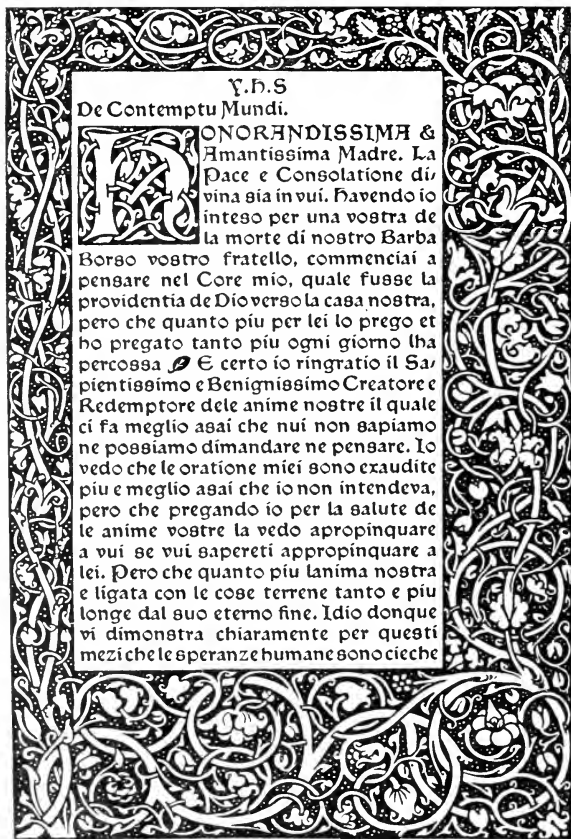 Y.h.S
De Contemptu Mundi.
HONORANDISSIMA &
Amantissima Madre. La
Pace e Consolatione di/
vina sia in vui. Havendo io
inteso per una vostra de
la morte di nostro Barba
Borso vostro fratello, commenciai a
pensare nel Core mio, quale fusse la
providentia de Dio verso la casa nostra,
pero che quanto piu per lei lo prego et
ho pregato tanto piu ogni giorno lha
percossa E certo io ringratio il Sa/
pientissimo e Benignissimo Creatore e
Redemptore dele anime nostre il quale
ci fa meglio asai che nui non sapiamo
ne possiamo dimandare ne pensare. Io
vedo che le oratione miei sono exaudite
piu e meglio asai che io non intendeva,
pero che pregando io per la salute de
le anime vostre la vedo apropinquare
a vui se vui sapereti appropinquare a
lei. Pero che quanto piu lanima nostra
e ligata con le cose terrene tanto e piu
longe dal suo eterno fine. Idio donque
vi dimonstra chiaramente per questi
mezi che le speranze humane sono cieche